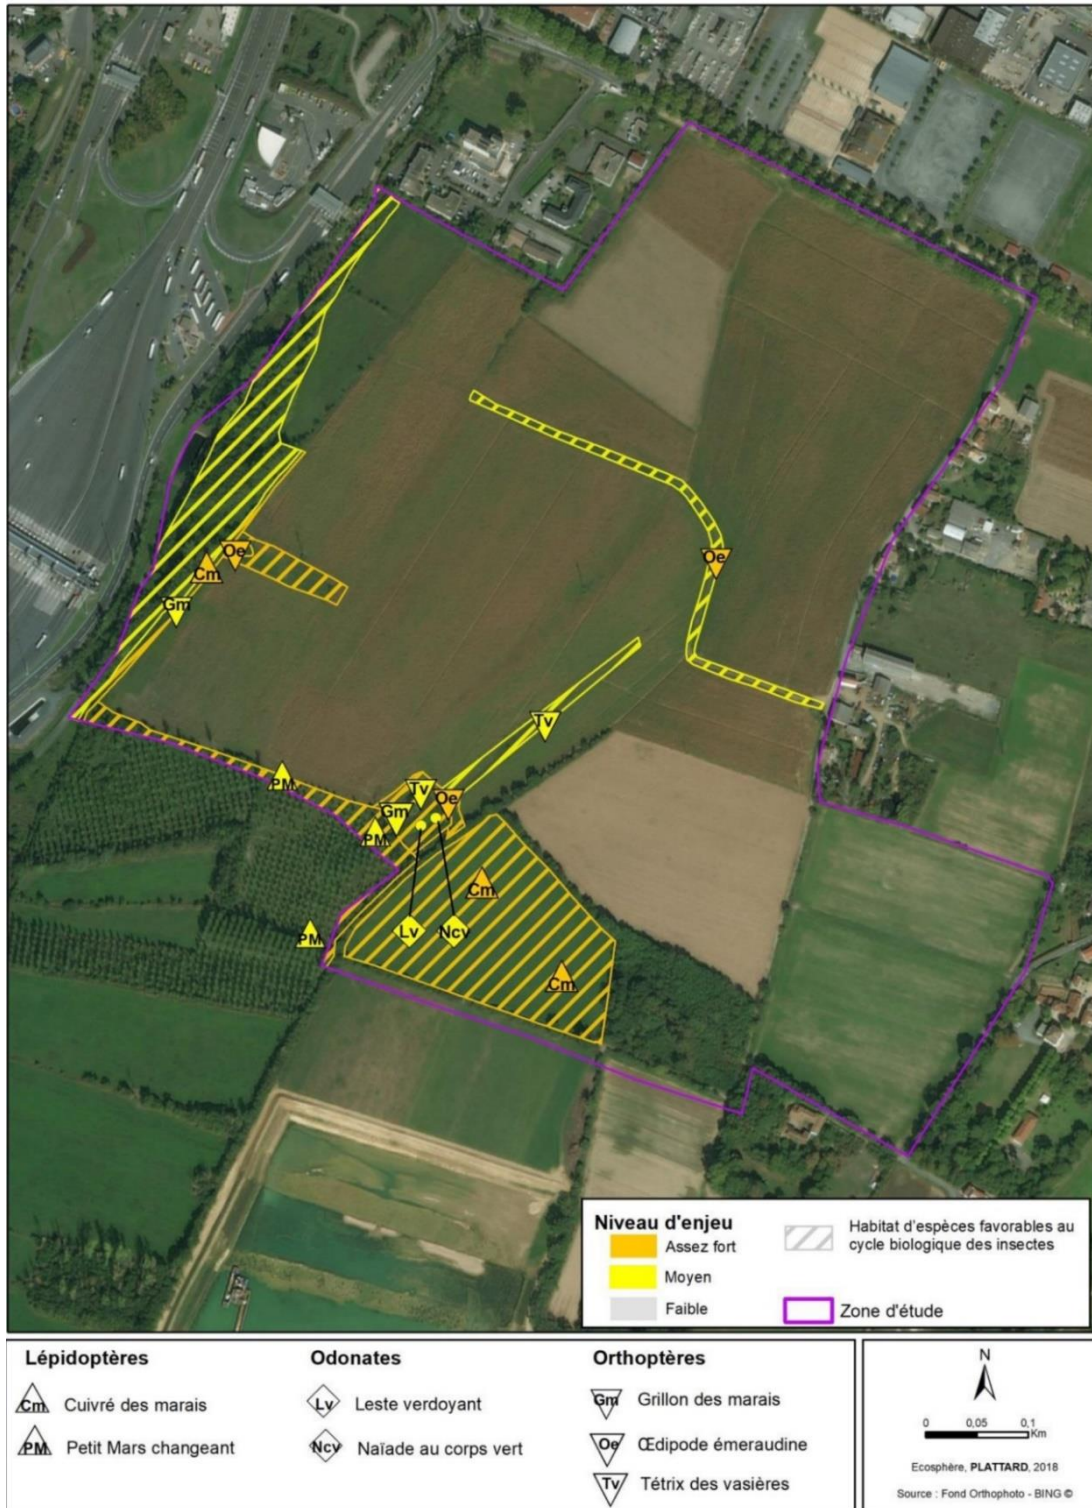 Oe
Cm
Gm
Oe
Tv
PM
Tv
Oe
Gm
PM
Cm
Lv
Ncv
PM
Cm
Niveau d'enjeu
Assez fort
Moyen
Faible
Habitat d'espèces favorables au
cycle biologique des insectes
Zone d'étude
Lépidoptères
Cm Cuivré des marais
PM Petit Mars changeant
Odonates
Lv Leste verdoyant
Ncv Naïade au corps vert
Orthoptères
Gm Grillon des marais
Oe Œdipode émeraudine
Tv Tétrix des vasières
N
0 0,05 0,1
Km
Ecosphère, PLATTARD, 2018
Source : Fond Orthophoto - BING ©